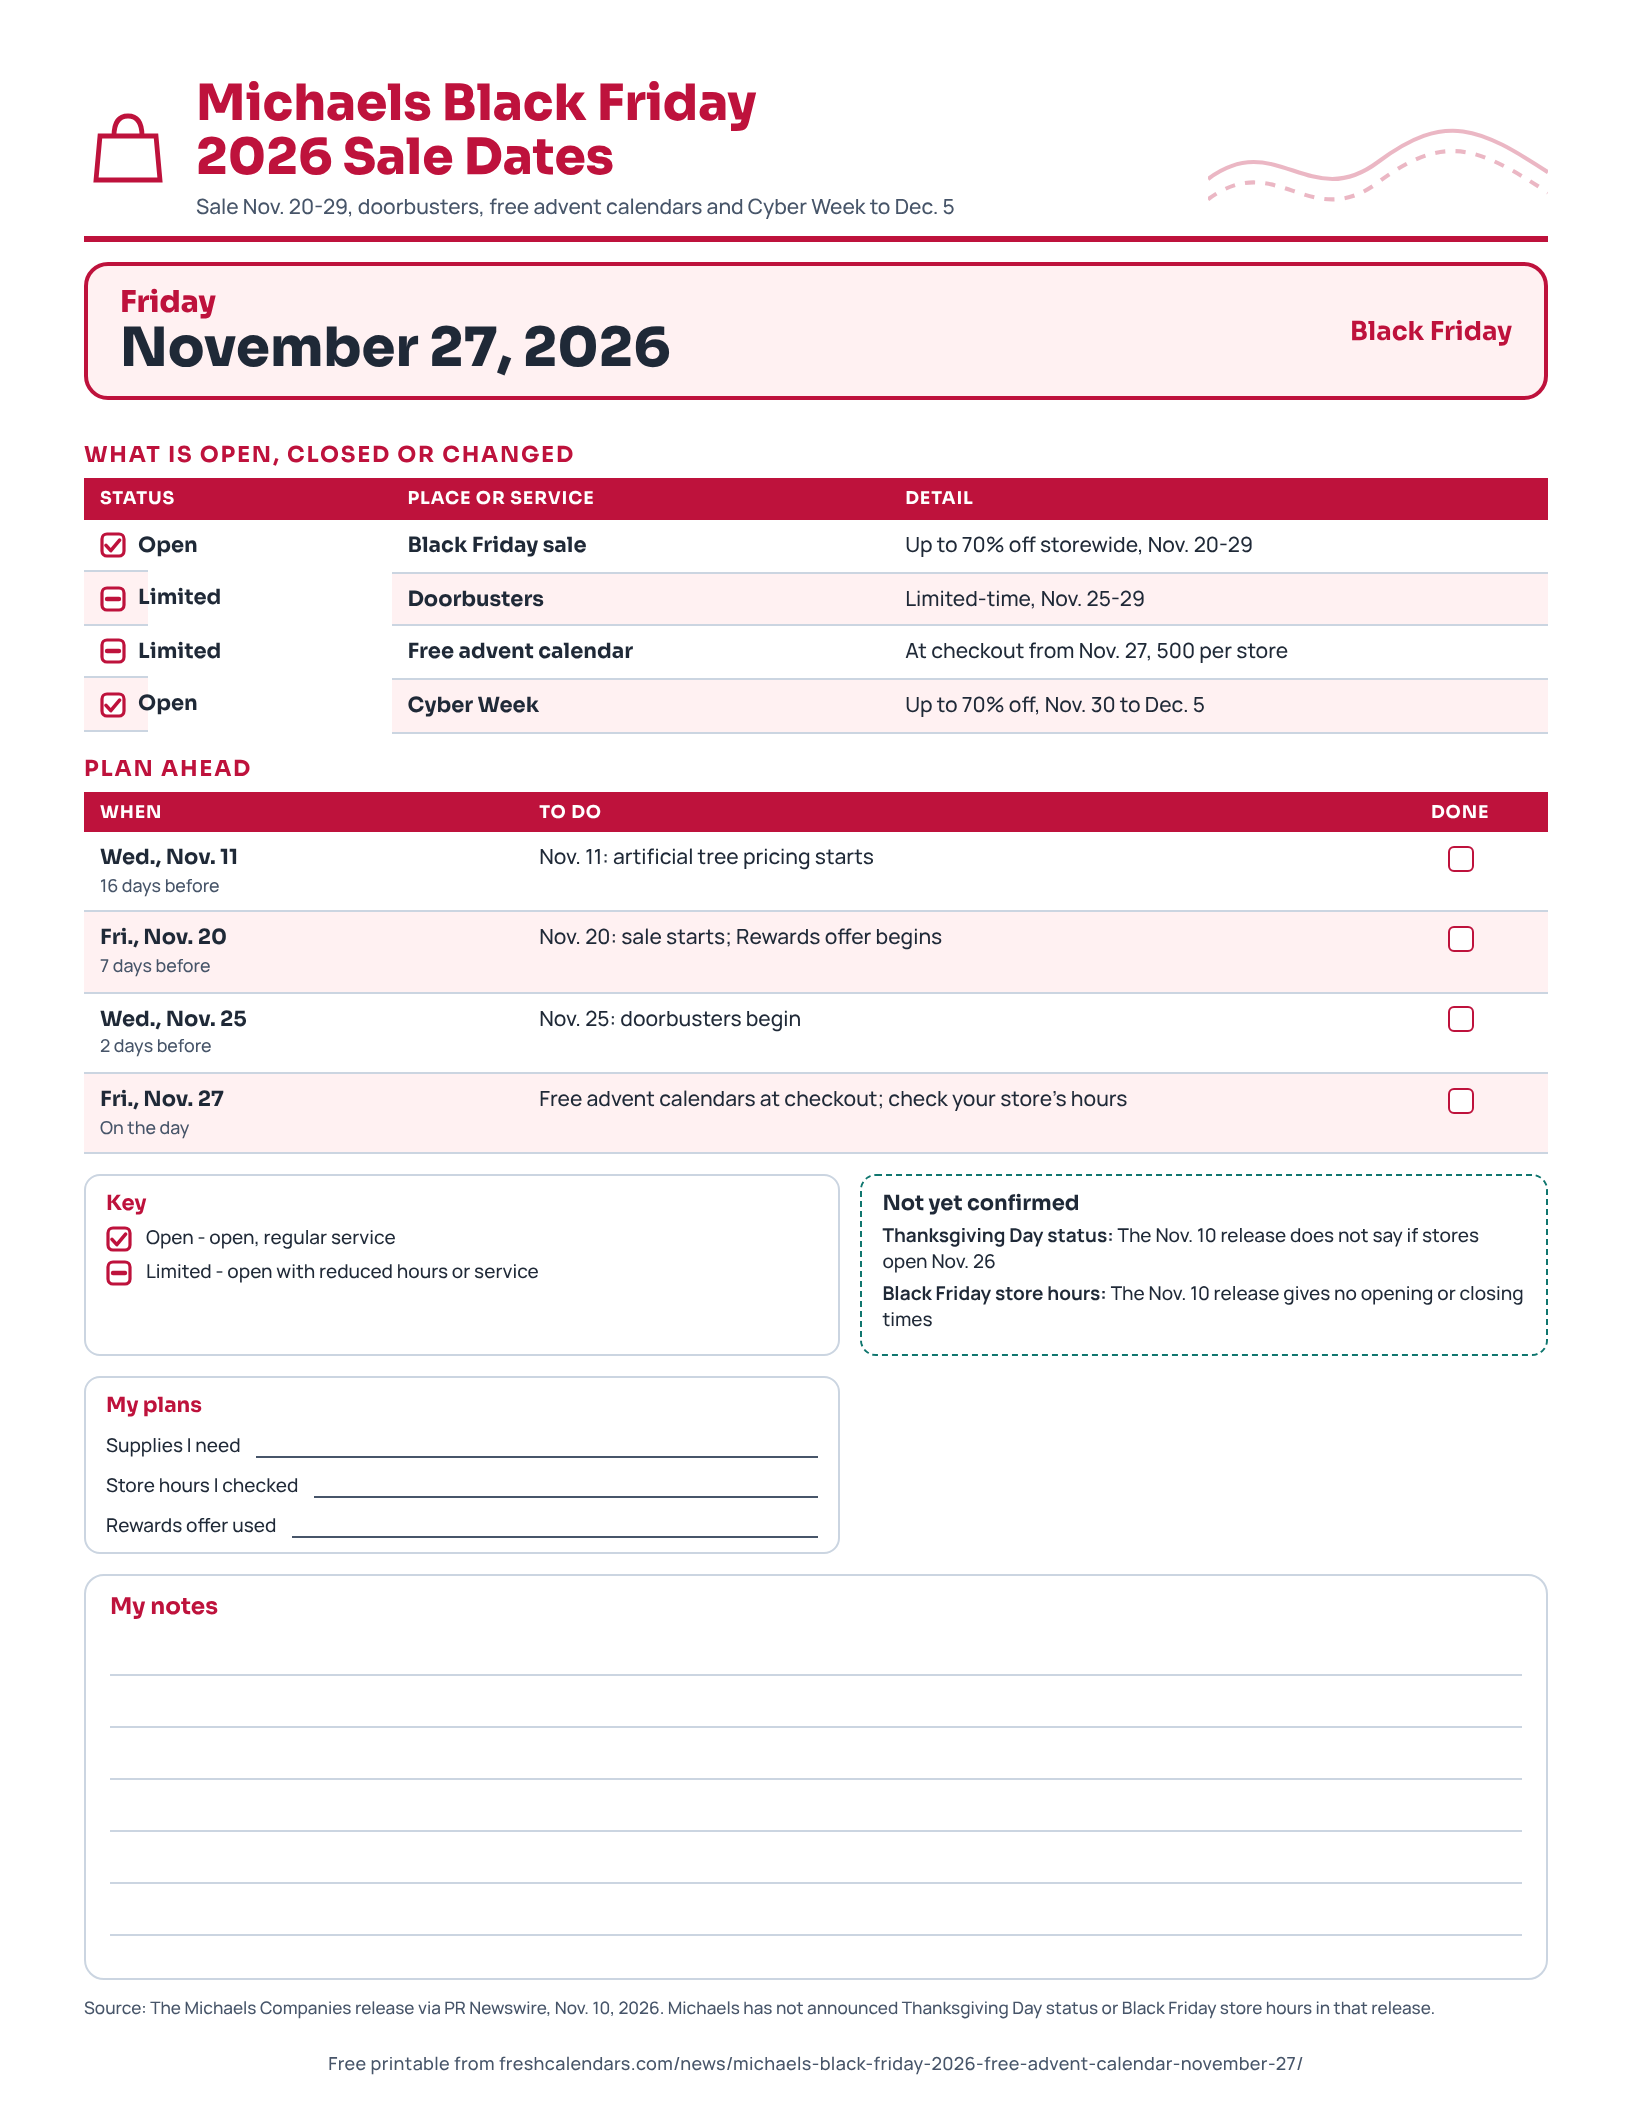 Michaels Black Friday
2026 Sale Dates
Sale Nov. 20-29, doorbusters, free advent calendars and Cyber Week to Dec. 5
Friday
November 27, 2026
Black Friday
WHAT IS OPEN, CLOSED OR CHANGED
STATUS PLACE OR SERVICE DETAIL
Open Black Friday sale Up to 70% off storewide, Nov. 20-29
Limited Doorbusters Limited-time, Nov. 25-29
Limited Free advent calendar At checkout from Nov. 27, 500 per store
Open Cyber Week Up to 70% off, Nov. 30 to Dec. 5
PLAN AHEAD
WHEN TO DO DONE
Wed., Nov. 11 Nov. 11: artificial tree pricing starts
16 days before
Fri., Nov. 20 Nov. 20: sale starts; Rewards offer begins
7 days before
Wed., Nov. 25 Nov. 25: doorbusters begin
2 days before
Fri., Nov. 27 Free advent calendars at checkout; check your store's hours
On the day
Key
Open - open, regular service
Limited - open with reduced hours or service
Not yet confirmed
Thanksgiving Day status: The Nov. 10 release does not say if stores
open Nov. 26
Black Friday store hours: The Nov. 10 release gives no opening or closing
times
My plans
Supplies I need
Store hours I checked
Rewards offer used
My notes
Source: The Michaels Companies release via PR Newswire, Nov. 10, 2026. Michaels has not announced Thanksgiving Day status or Black Friday store hours in that release.
Free printable from freshcalendars.com/news/michaels-black-friday-2026-free-advent-calendar-november-27/